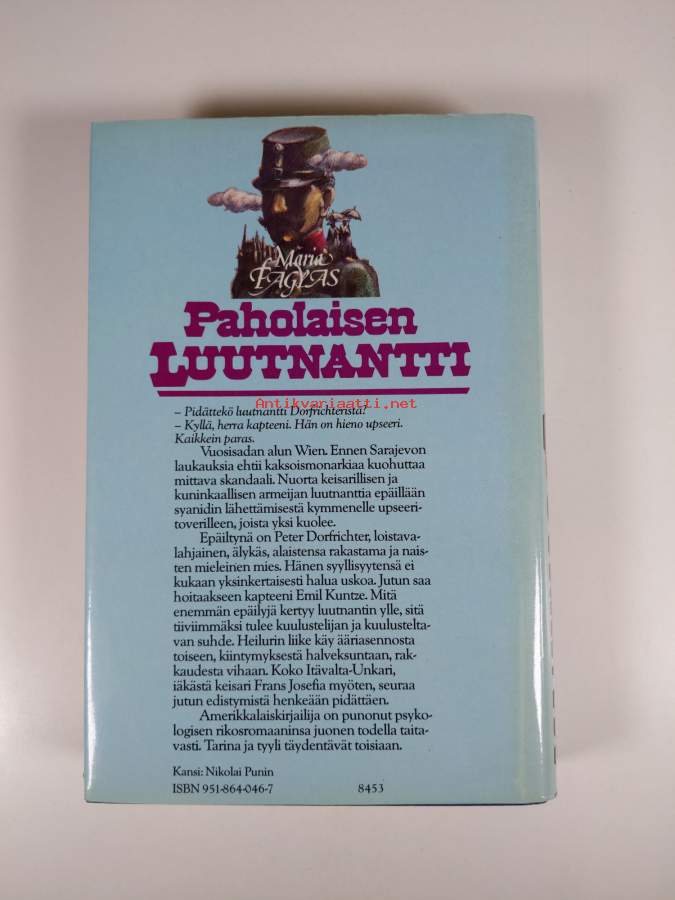 Maria
FAGYAS
Paholaisen
LUUTNANTTI
Antikvariaatti.net
– Pidättekö luutnantti Dorfrichterista?
– Kyllä, herra kapteeni. Hän on hieno upseeri.
Kaikkein paras.
Vuosisadan alun Wien. Ennen Sarajevon
laukauksia ehtii kaksoismonarkiaa kuohuttaa
mittava skandaali. Nuorta keisarillisen ja
kuninkaallisen armeijan luutnanttia epäillään
syanidin lähettämisestä kymmenelle upseeri-
toverilleen, joista yksi kuolee.
Epäiltynä on Peter Dorfrichter, loistava-
lahjainen, älykäs, alaistensa rakastama ja nais-
ten mieleinen mies. Hänen syyllisyytensä ei
kukaan yksinkertaisesti halua uskoa. Jutun saa
hoitaakseen kapteeni Emil Kuntze. Mitä
enemmän epäilyjä kertyy luutnantin ylle, sitä
tiiviimmäksi tulee kuulustelijan ja kuulustelta-
van suhde. Heilurin liike käy ääriasennosta
toiseen, kiintymyksestä halveksuntaan, rak-
kaudesta vihaan. Koko Itävalta-Unkari,
iäkästä keisari Frans Josefia myöten, seuraa
jutun edistymistä henkeään pidättäen.
Amerikkalaiskirjailija on punonut psyko-
logisen rikosromaaninsa juonen todella taita-
vasti. Tarina ja tyyli täydentävät toisiaan.
Kansi: Nikolai Punin
ISBN 951-864-046-7 8453